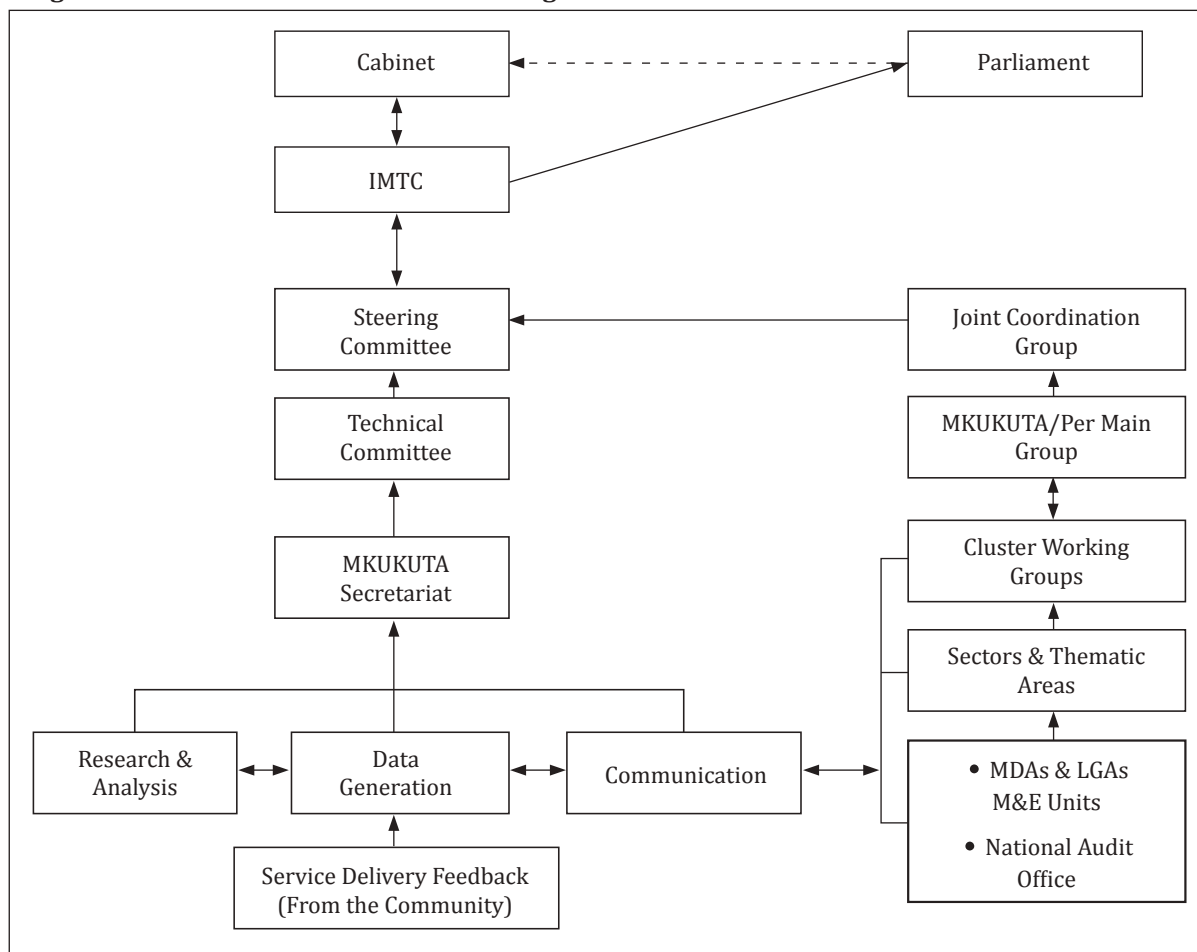 Cabinet
Parliament
IMTC
Steering
Committee
Joint Coordination
Group
Technical
Committee
MKUKUTA/Per Main
Group
MKUKUTA
Secretariat
Cluster Working
Groups
Sectors & Thematic
Areas
Research &
Analysis
Data
Generation
Communication
• MDAs & LGAs
M&E Units
• National Audit
Office
Service Delivery Feedback
(From the Community)